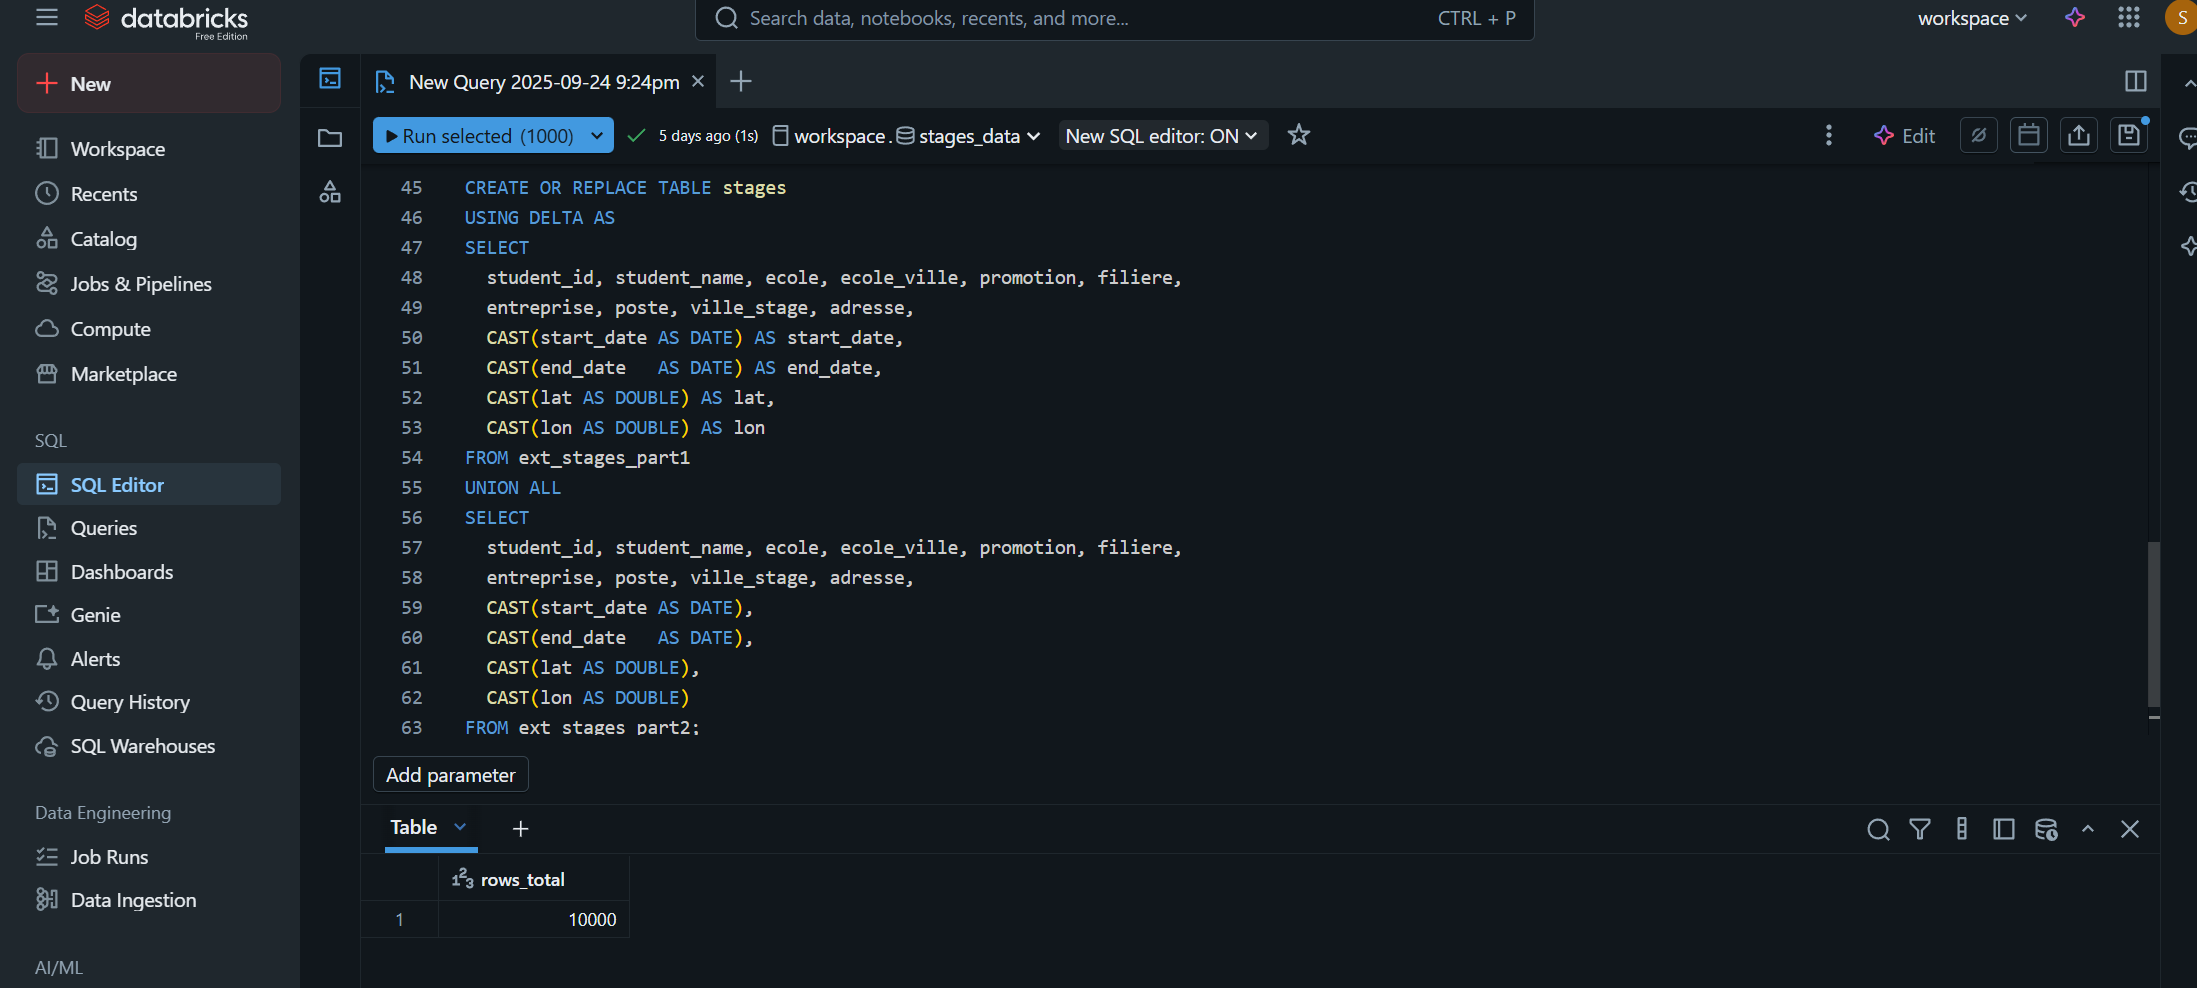 databricks
Free Edition
Search data, notebooks, recents, and more...
CTRL + P
workspace
S
New
Workspace
Recents
Catalog
Jobs & Pipelines
Compute
Marketplace
SQL
SQL Editor
Queries
Dashboards
Genie
Alerts
Query History
SQL Warehouses
Data Engineering
Job Runs
Data Ingestion
AI/ML
New Query 2025-09-24 9:24pm
Run selected (1000)
5 days ago (1s)
workspace.
stages_data
New SQL editor: ON
Edit
45 CREATE OR REPLACE TABLE stages
46 USING DELTA AS
47 SELECT
48 student_id, student_name, ecole, ecole_ville, promotion, filiere,
49 entreprise, poste, ville_stage, adresse,
50 CAST(start_date AS DATE) AS start_date,
51 CAST(end_date   AS DATE) AS end_date,
52 CAST(lat AS DOUBLE) AS lat,
53 CAST(lon AS DOUBLE) AS lon
54 FROM ext_stages_part1
55 UNION ALL
56 SELECT
57 student_id, student_name, ecole, ecole_ville, promotion, filiere,
58 entreprise, poste, ville_stage, adresse,
59 CAST(start_date AS DATE),
60 CAST(end_date   AS DATE),
61 CAST(lat AS DOUBLE),
62 CAST(lon AS DOUBLE)
63 FROM ext_stages_part2;
Add parameter
Table
123 rows_total
1 10000